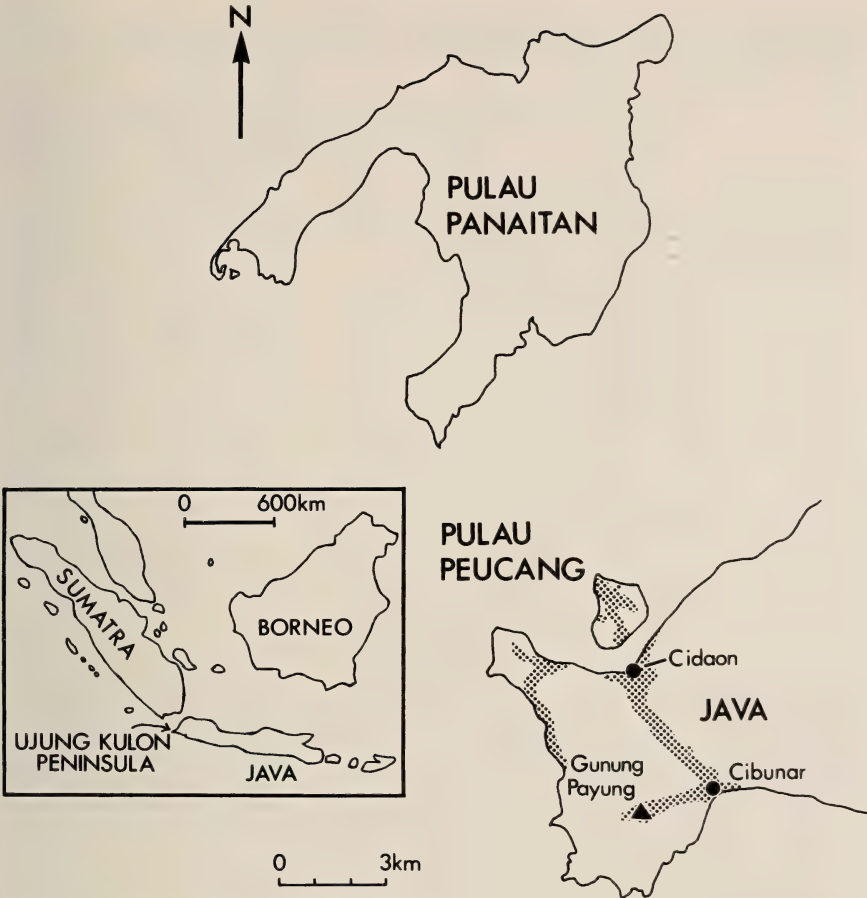 N
PULAU
PANAITAN
0 600km
SUMATRA
BORNEO
UJUNG KULON
PENINSULA
JAVA
PULAU
PEUCANG
Cidaon
JAVA
Gunung
Payung
Cibunar
0 3km